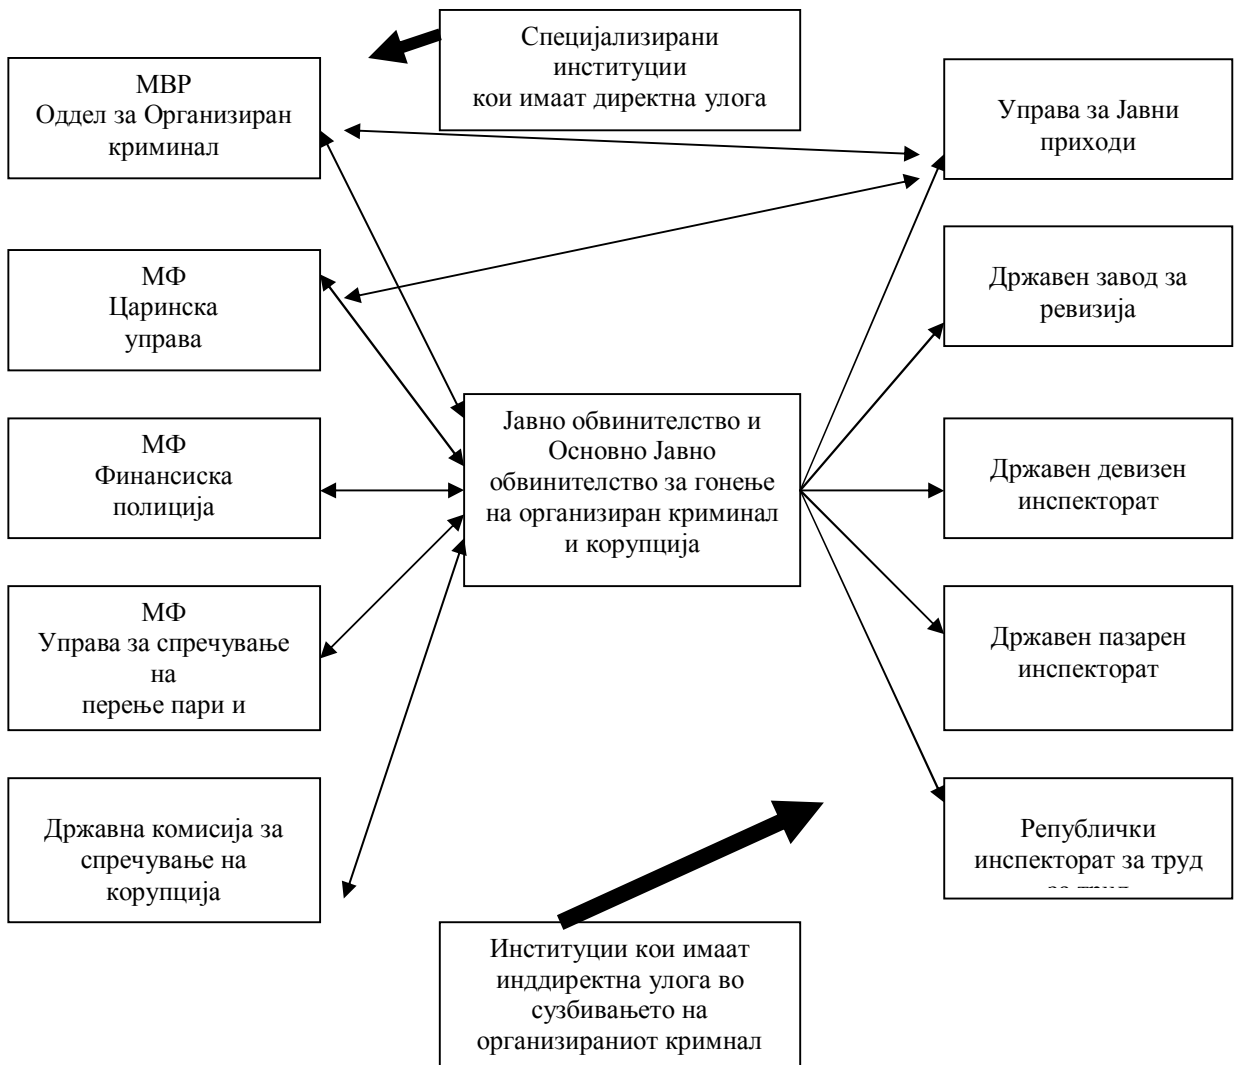 Специјализирани
институции
кои имаат директна улога
МВР
Оддел за Организиран
криминал
Управа за Јавни
приходи
МФ
Царинска
управа
Државен завод за
ревизија
Јавно обвинителство и
Основно Јавно
обвинителство за гонење
на организиран криминал
и корупција
МФ
Финансиска
полиција
Државен девизен
инспекторат
МФ
Управа за спречување
на
перење пари и
Државен пазарен
инспекторат
Државна комисија за
спречување на
корупција
Републички
инспекторат за труд
Институции кои имаат
инддиректна улога во
сузбивањето на
организираниот кримнал